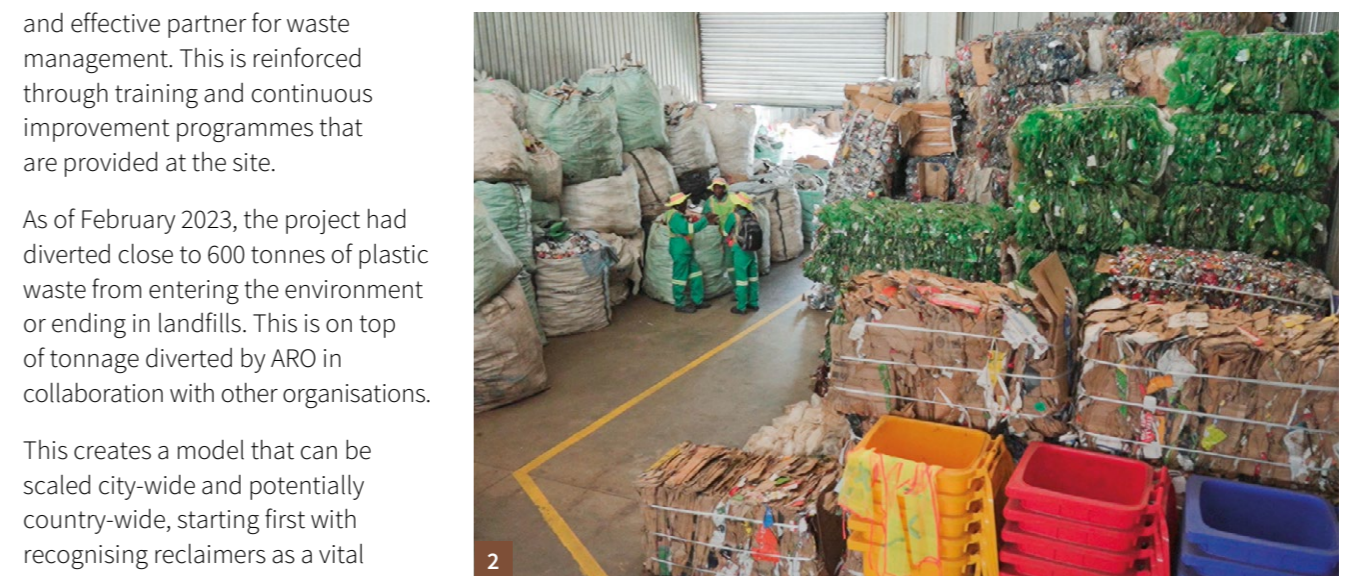 and effective partner for waste
management. This is reinforced
through training and continuous
improvement programmes that
are provided at the site.
As of February 2023, the project had
diverted close to 600 tonnes of plastic
waste from entering the environment
or ending in landfills. This is on top
of tonnage diverted by ARO in
collaboration with other organisations.
This creates a model that can be
scaled city-wide and potentially
country-wide, starting first with
recognising reclaimers as a vital
2